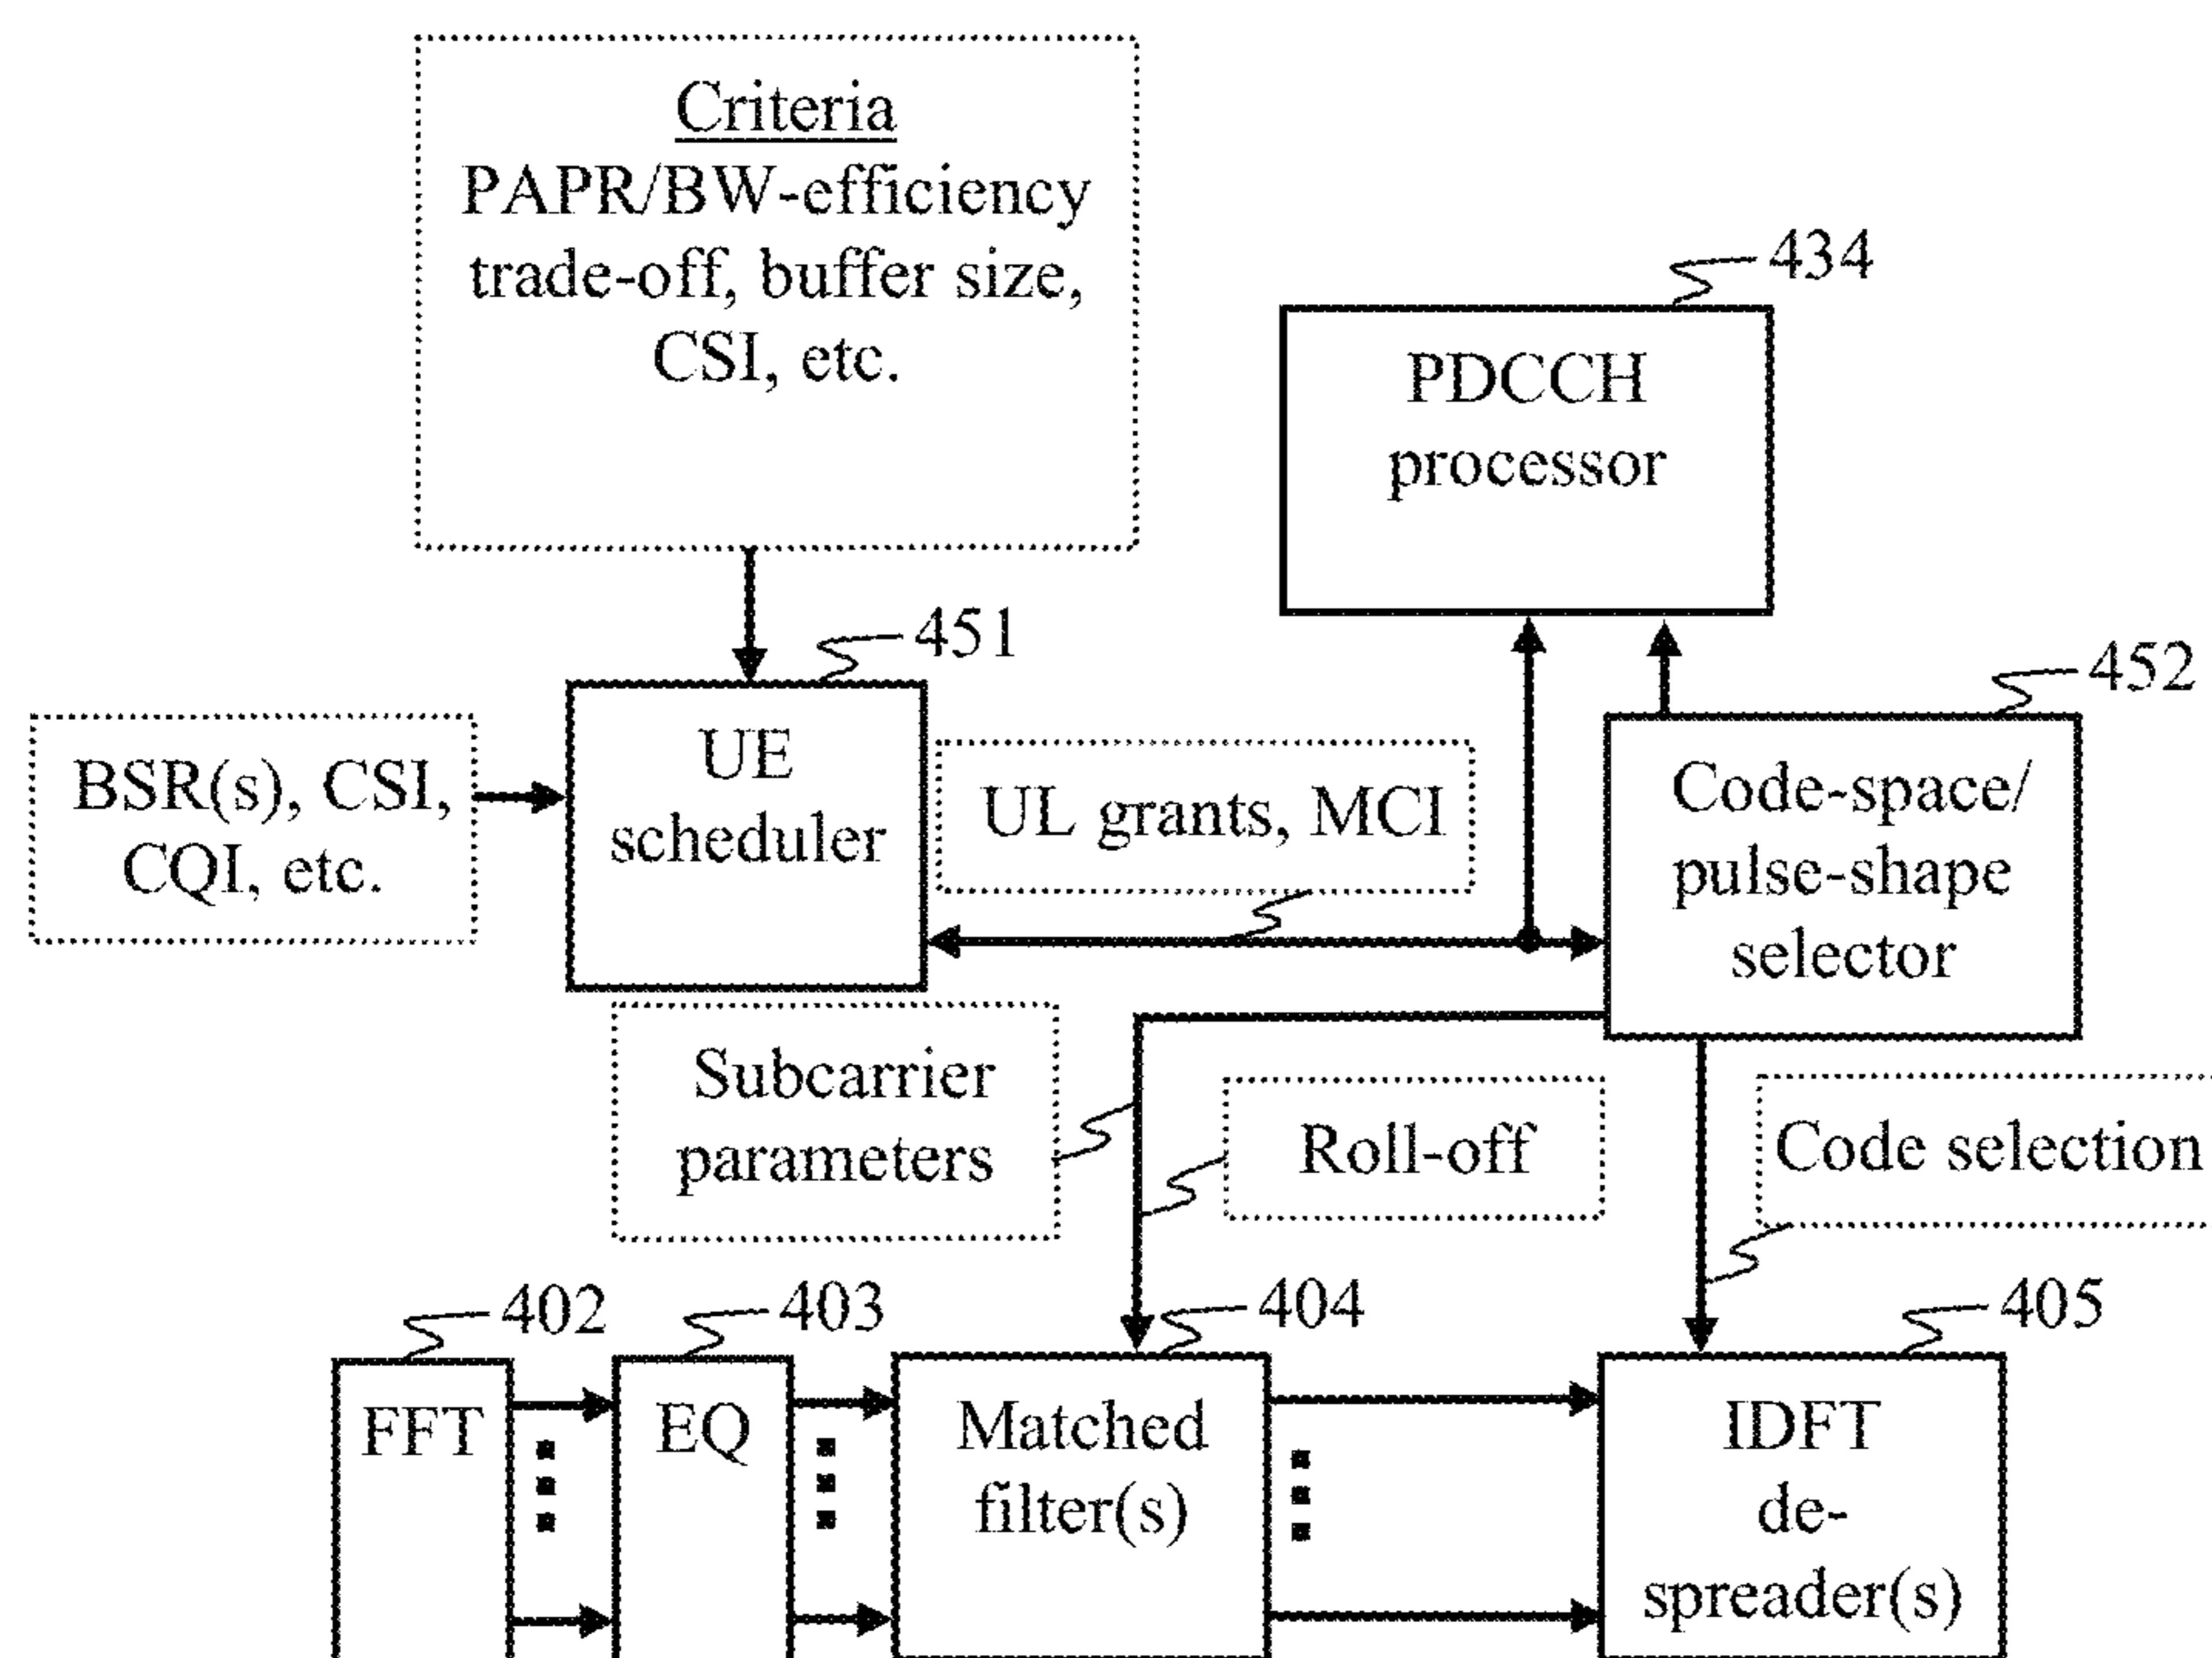 Criteria
PAPR/BW-efficiency
trade-off, buffer size,
CSI, etc.
434
PDCCH
processor
451
452
BSR(s), CSI,
CQI, etc.
UE
scheduler
UL grants, MCI
Code-space/
pulse-shape
selector
Subcarrier
parameters
Roll-off
Code selection
402
403
404
405
FFT
EQ
Matched
filter(s)
IDFT
de-
spreader(s)